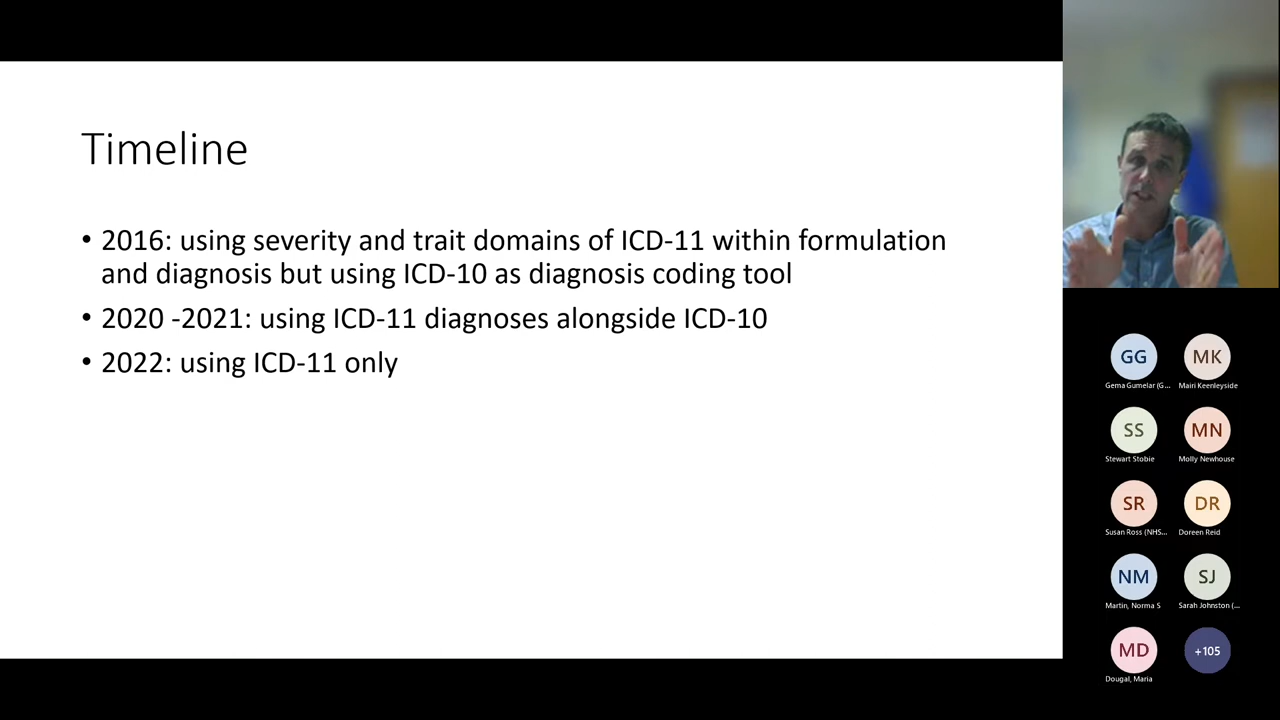 Timeline
• 2016: using severity and trait domains of ICD-11 within formulation
and diagnosis but using ICD-10 as diagnosis coding tool
• 2020 -2021: using ICD-11 diagnoses alongside ICD-10
• 2022: using ICD-11 only
GG MK
Gema Gumelar (G... Mairi Keenleyside
SS MN
Stewart Stobie Molly Newhouse
SR DR
Susan Ross (NHS... Doreen Reid
NM SJ
Martin, Norma S Sarah Johnston (...
MD +105
Dougal, Maria